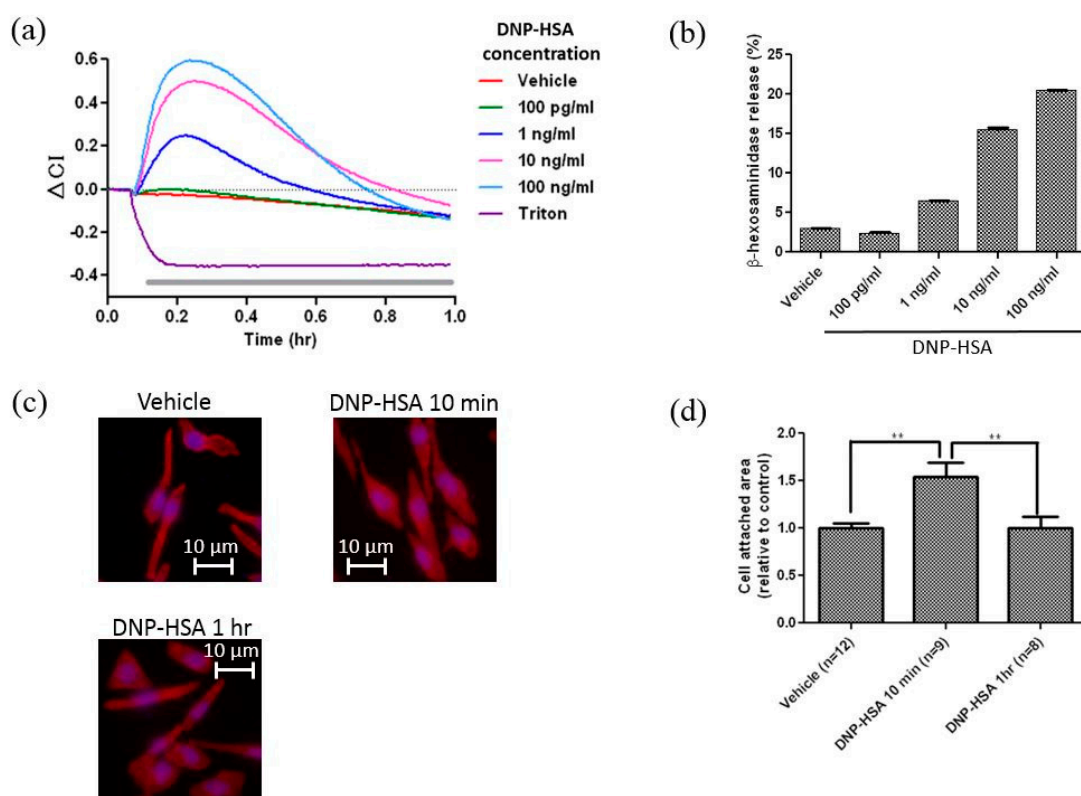 (a)
DNP-HSA
concentration
Vehicle
100 pg/ml
1 ng/ml
10 ng/ml
100 ng/ml
Triton
ΔCI
0.6
0.4
0.2
0.0
-0.2
-0.4
0.0 0.2 0.4 0.6 0.8 1.0
Time (hr)
(b)
β-hexosaminidase release (%)
25
20
15
10
5
0
Vehicle
100 pg/ml
1 ng/ml
10 ng/ml
100 ng/ml
DNP-HSA
(c)
Vehicle
10 μm
DNP-HSA 10 min
10 μm
DNP-HSA 1 hr
10 μm
(d)
Cell attached area
(relative to control)
2.0
1.5
1.0
0.5
0.0
**
**
Vehicle (n=12)
DNP-HSA 10 min (n=9)
DNP-HSA 1hr (n=8)